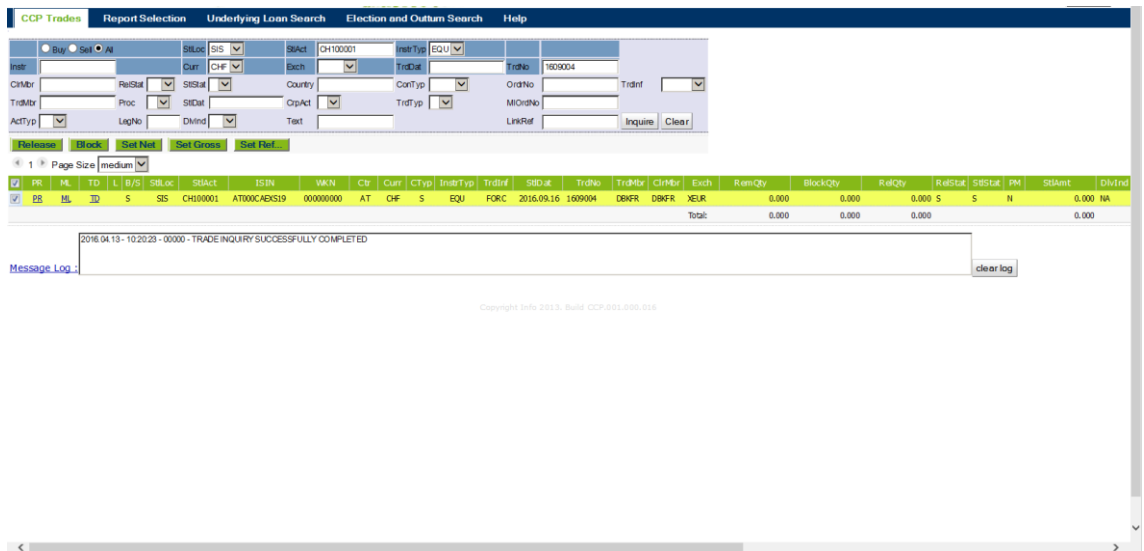 CCP Trades Report Selection Underlying Loan Search Election and Outturn Search Help
Buy Sell All StlLoc SIS StlAct CH100001 InstrTyp EQU
Instr Curr CHF Exch TrdDat TrdNo 1609004
ClrMbr RelStat StlStat Country ConTyp OrdrNo TrdInf
TrdMbr Proc StlDat CrpAct TrdTyp MlOrdNo
ActTyp LegNo DlvInd Text LinkRef Inquire Clear
Release Block Set Net Set Gross Set Ref...
1 Page Size medium
PR ML TD L B/S StlLoc StlAct ISIN WKN Ctr Curr CTyp InstrTyp TrdInf StlDat TrdNo TrdMbr ClrMbr Exch RemQty BlockQty RelQty RelStat StlStat PM StlAmt DlvInd
PR ML TD S SIS CH100001 AT000CAEXS19 000000000 AT CHF S EQU FORC 2016.09.16 1609004 DBKFR DBKFR XEUR 0.000 0.000 0.000 S S N 0.000 NA
Total: 0.000 0.000 0.000 0.000
2016.04.13 - 10:20:23 - 00000 - TRADE INQUIRY SUCCESSFULLY COMPLETED
Message Log : clear log
Copyright Info 2013. Build CCP.001.000.016